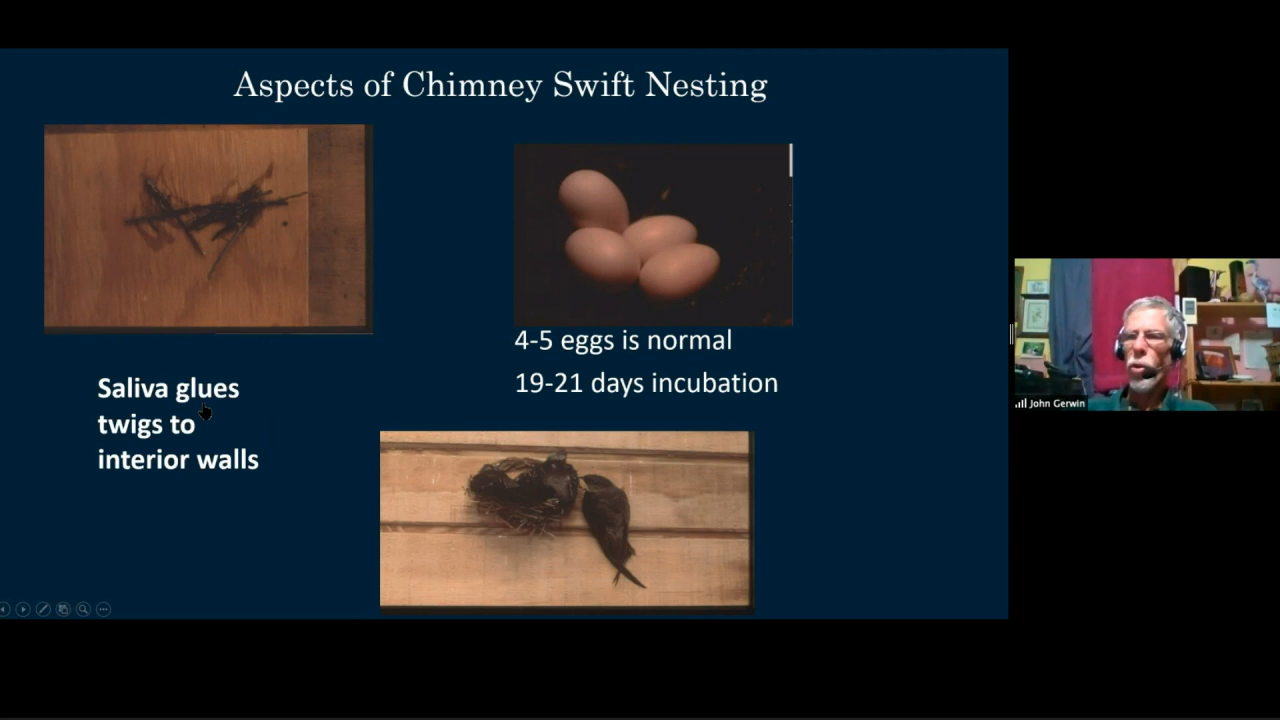 Aspects of Chimney Swift Nesting
4-5 eggs is normal
19-21 days incubation
Saliva glues
twigs to
interior walls
John Gerwin